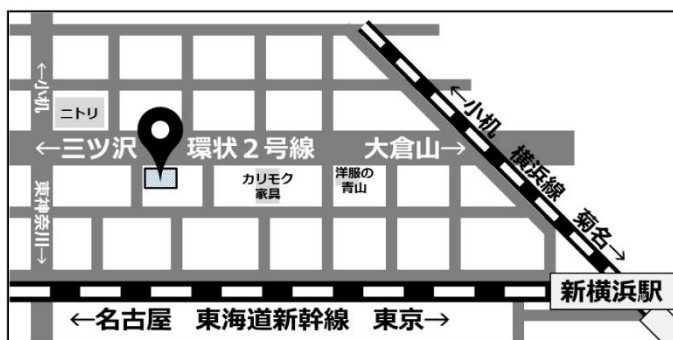 ←小机
ニトリ
←三ツ沢 環状２号線 大倉山→
←小机 横浜線 菊名→
カリモク
家具
洋服の
青山
東神奈川→
新横浜駅
←名古屋 東海道新幹線 東京→